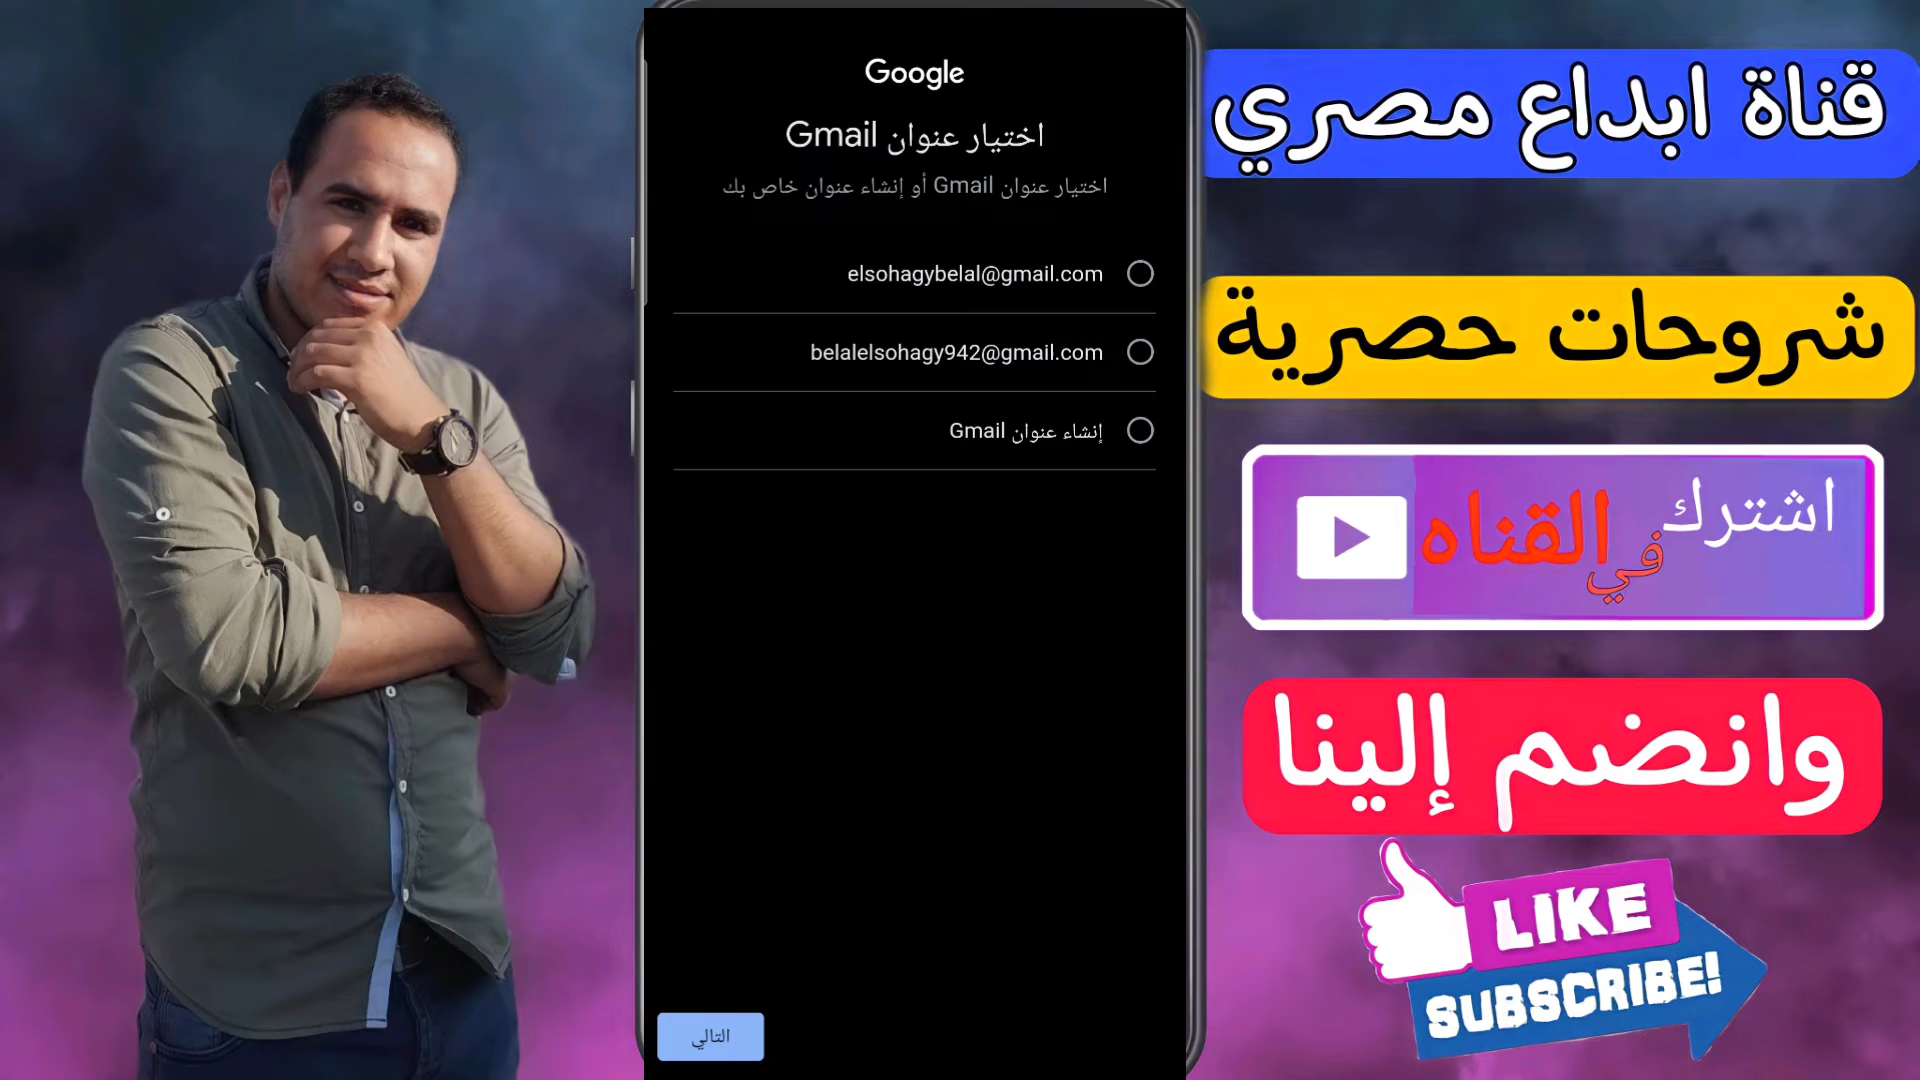 Google
اختيار عنوان Gmail
اختيار عنوان Gmail أو إنشاء عنوان خاص بك
elsohagybelal@gmail.com
belalelsohagy942@gmail.com
إنشاء عنوان Gmail
التالي
قناة ابداع مصري
شروحات حصرية
اشترك
في
القناه
وانضم إلينا
LIKE
SUBSCRIBE!